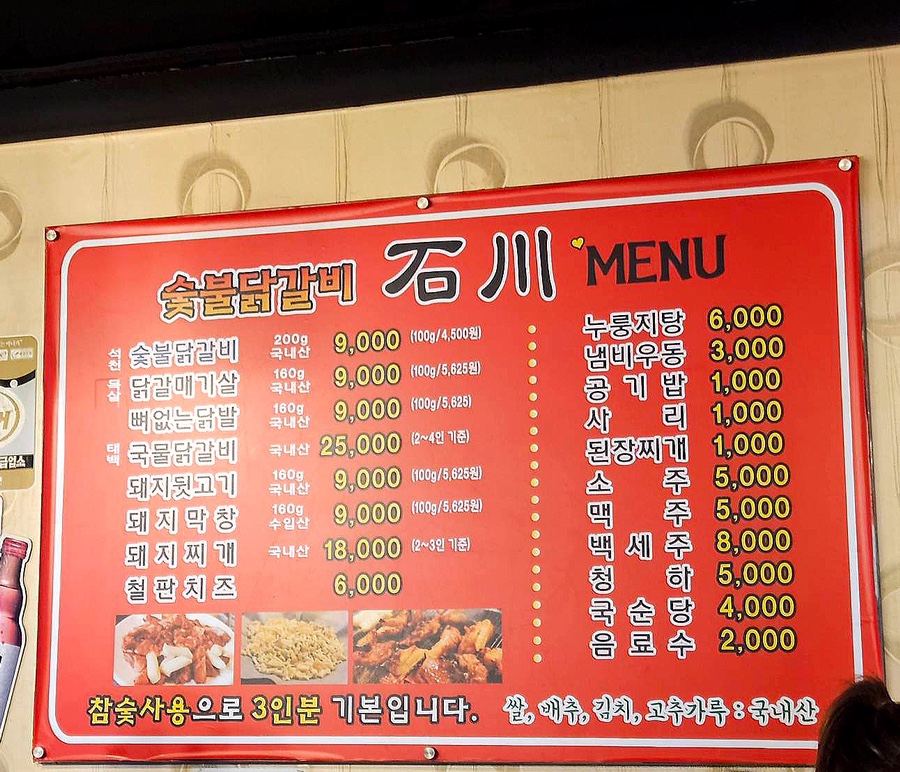 숯불닭갈비 石川 MENU
석천 숯불닭갈비 200g 국내산 9,000 (100g/4,500원)
목살 닭갈매기살 160g 국내산 9,000 (100g/5,625원)
뼈없는닭발 160g 국내산 9,000 (100g/5,625)
태백 국물닭갈비 국내산 25,000 (2~4인 기준)
돼지뒷고기 160g 국내산 9,000 (100g/5,625원)
돼지막창 160g 수입산 9,000 (100g/5,625원)
돼지찌개 국내산 18,000 (2~3인 기준)
철판치즈 6,000
누룽지탕 6,000
냄비우동 3,000
공기밥 1,000
사리 1,000
된장찌개 1,000
소주 5,000
맥주 5,000
백세주 8,000
청하 5,000
국순당 4,000
음료수 2,000
참숯사용으로 3인분 기본입니다.
쌀, 배추, 김치, 고추가루 : 국내산